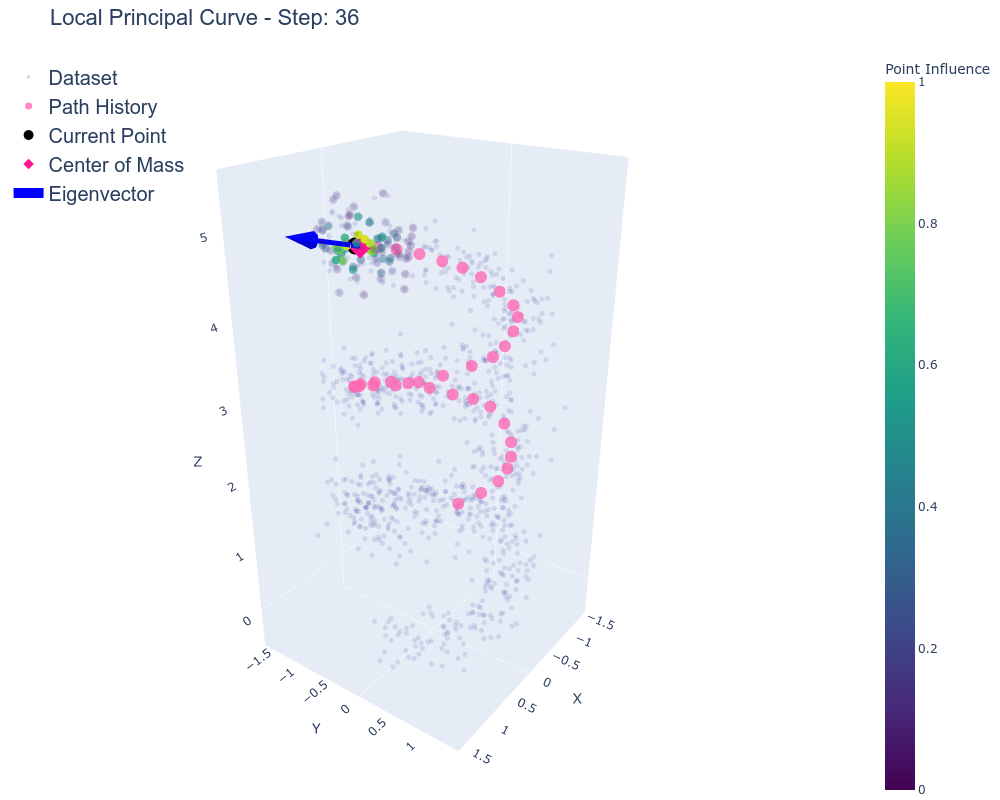 Local Principal Curve - Step: 36
Dataset
Path History
Current Point
Center of Mass
Eigenvector
Point Influence
1
0.8
0.6
0.4
0.2
0
5
4
3
Z
2
1
0
−1.5
−1
−0.5
0
0.5
1
Y
−1.5
−1
−0.5
0
X
0.5
1
1.5